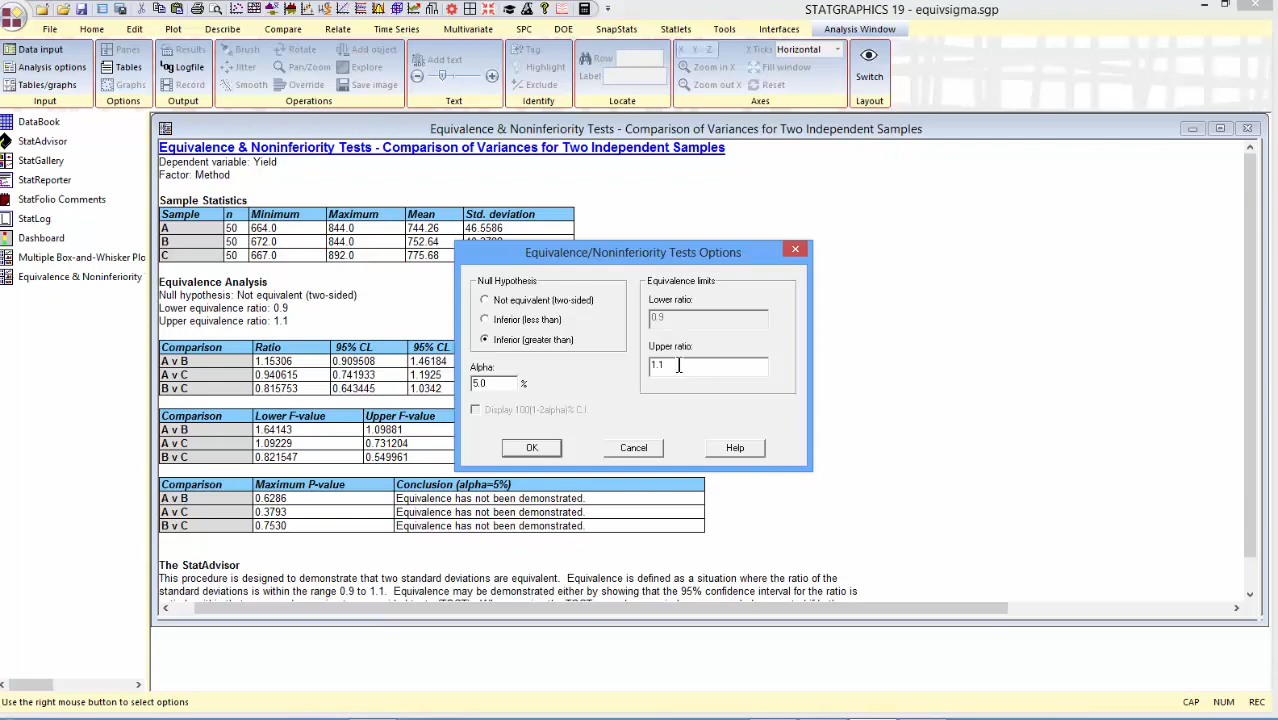 STATGRAPHICS 19 - equivsigma.sgp
File Home Edit Plot Describe Compare Relate Time Series Multivariate SPC DOE SnapStats Statlets Tools Interfaces Analysis Window
Data input Panes Results Brush Rotate Add object Add text Tag Row X Y Z X Ticks Horizontal
Analysis options Tables Logfile Jitter Pan/Zoom Explore Highlight Zoom in X Fill window Switch
Tables/graphs Graphs Record Smooth Override Save image Exclude Label Zoom out X Reset
Input Options Output Operations Text Identify Locate Axes Layout
DataBook
StatAdvisor
StatGallery
StatReporter
StatFolio Comments
StatLog
Dashboard
Multiple Box-and-Whisker Plo
Equivalence & Noninferiority
Equivalence & Noninferiority Tests - Comparison of Variances for Two Independent Samples
Equivalence & Noninferiority Tests - Comparison of Variances for Two Independent Samples
Dependent variable: Yield
Factor: Method
Sample Statistics
Sample n Minimum Maximum Mean Std. deviation
A 50 664.0 844.0 744.26 46.5586
B 50 672.0 844.0 752.64
C 50 667.0 892.0 775.68
Equivalence Analysis
Null hypothesis: Not equivalent (two-sided)
Lower equivalence ratio: 0.9
Upper equivalence ratio: 1.1
Comparison Ratio 95% CL 95% CL
A v B 1.15306 0.909508 1.46184
A v C 0.940615 0.741933 1.1925
B v C 0.815753 0.643445 1.0342
Comparison Lower F-value Upper F-value
A v B 1.64143 1.09881
A v C 1.09229 0.731204
B v C 0.821547 0.549961
Comparison Maximum P-value Conclusion (alpha=5%)
A v B 0.6286 Equivalence has not been demonstrated.
A v C 0.3793 Equivalence has not been demonstrated.
B v C 0.7530 Equivalence has not been demonstrated.
The StatAdvisor
This procedure is designed to demonstrate that two standard deviations are equivalent. Equivalence is defined as a situation where the ratio of the
standard deviations is within the range 0.9 to 1.1. Equivalence may be demonstrated either by showing that the 95% confidence interval for the ratio is
Equivalence/Noninferiority Tests Options
Null Hypothesis
Not equivalent (two-sided)
Inferior (less than)
Inferior (greater than)
Alpha:
5.0 %
Display 100(1-2alpha)% C.I.
Equivalence limits
Lower ratio:
0.9
Upper ratio:
1.1
OK Cancel Help
Use the right mouse button to select options
CAP NUM REC